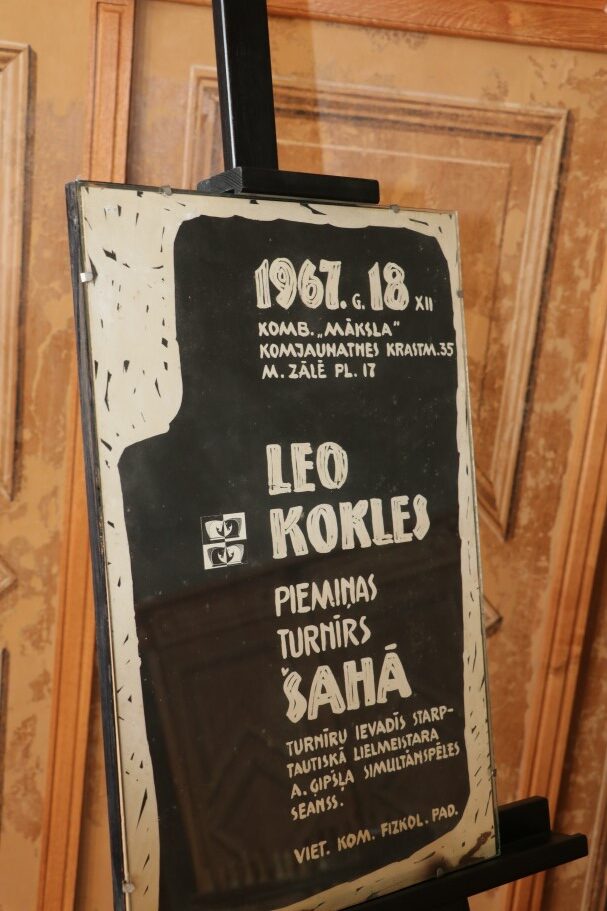 1967. G. 18 XII
KOMB. „MĀKSLA"
KOMJAUNATNES KRASTM. 35
M. ZĀLĒ PL. 17
LEO
KOKLES
PIEMIŅAS
TURNĪRS
ŠAHĀ
TURNĪRU IEVADĪS STARP-
TAUTISKĀ LIELMEISTARA
A. ĢIPŠĻA SIMULTĀNSPĒLES
SEANSS.
VIET. KOM. FIZKOL. PAD.